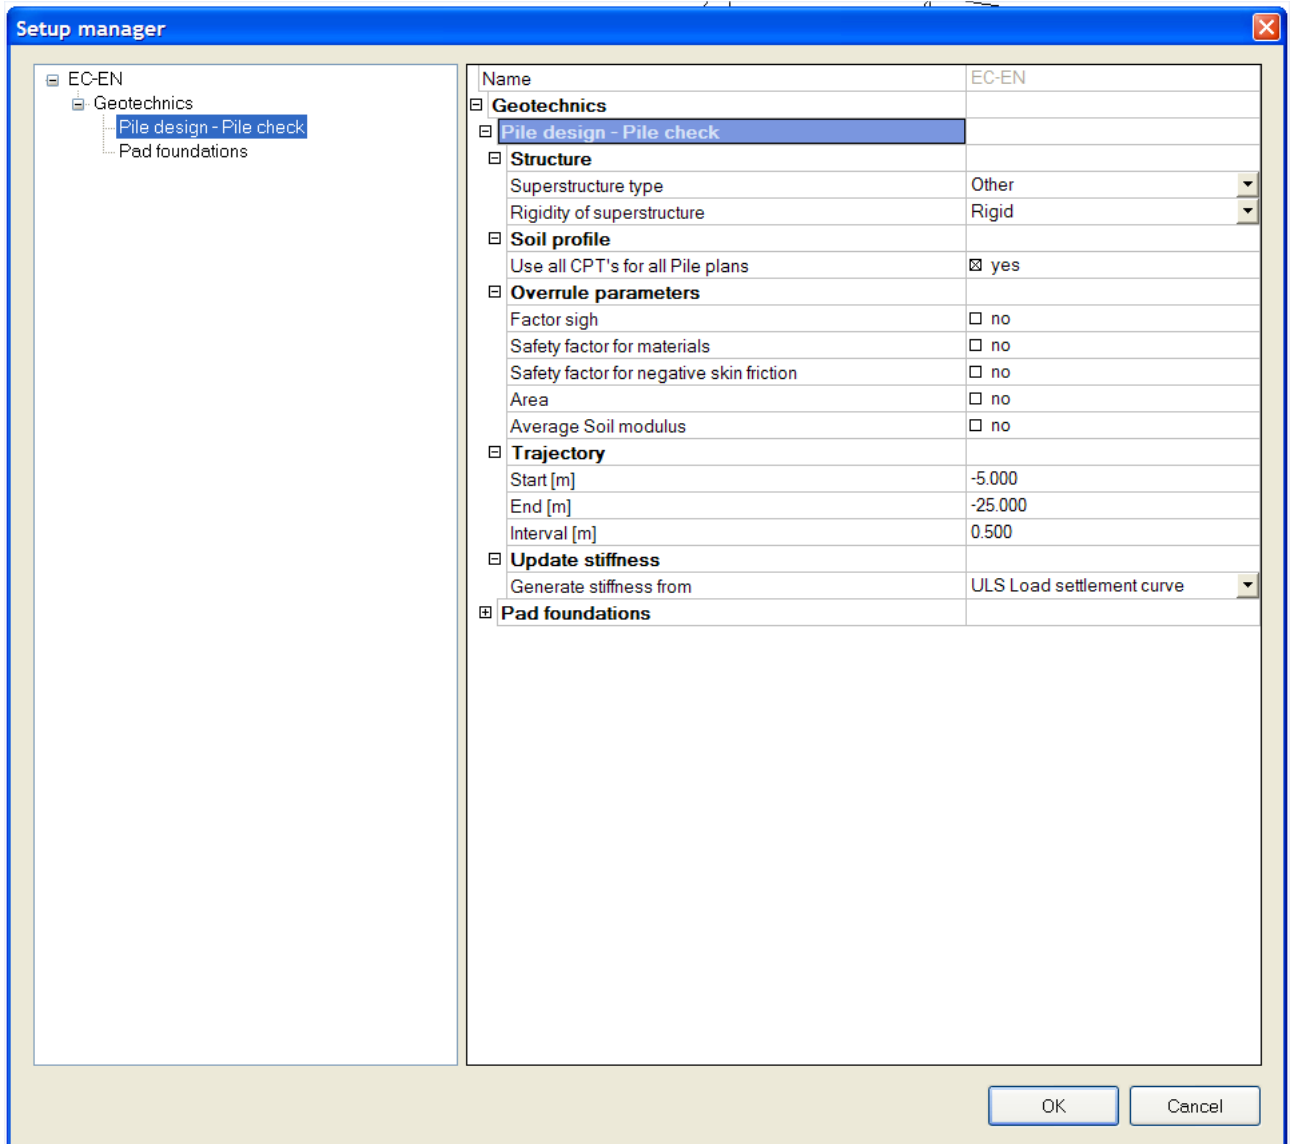 Setup manager
EC-EN
Geotechnics
Pile design - Pile check
Pad foundations
Name EC-EN
Geotechnics
Pile design - Pile check
Structure
Superstructure type Other
Rigidity of superstructure Rigid
Soil profile
Use all CPT's for all Pile plans yes
Overrule parameters
Factor sigh no
Safety factor for materials no
Safety factor for negative skin friction no
Area no
Average Soil modulus no
Trajectory
Start [m] -5.000
End [m] -25.000
Interval [m] 0.500
Update stiffness
Generate stiffness from ULS Load settlement curve
Pad foundations
OK Cancel